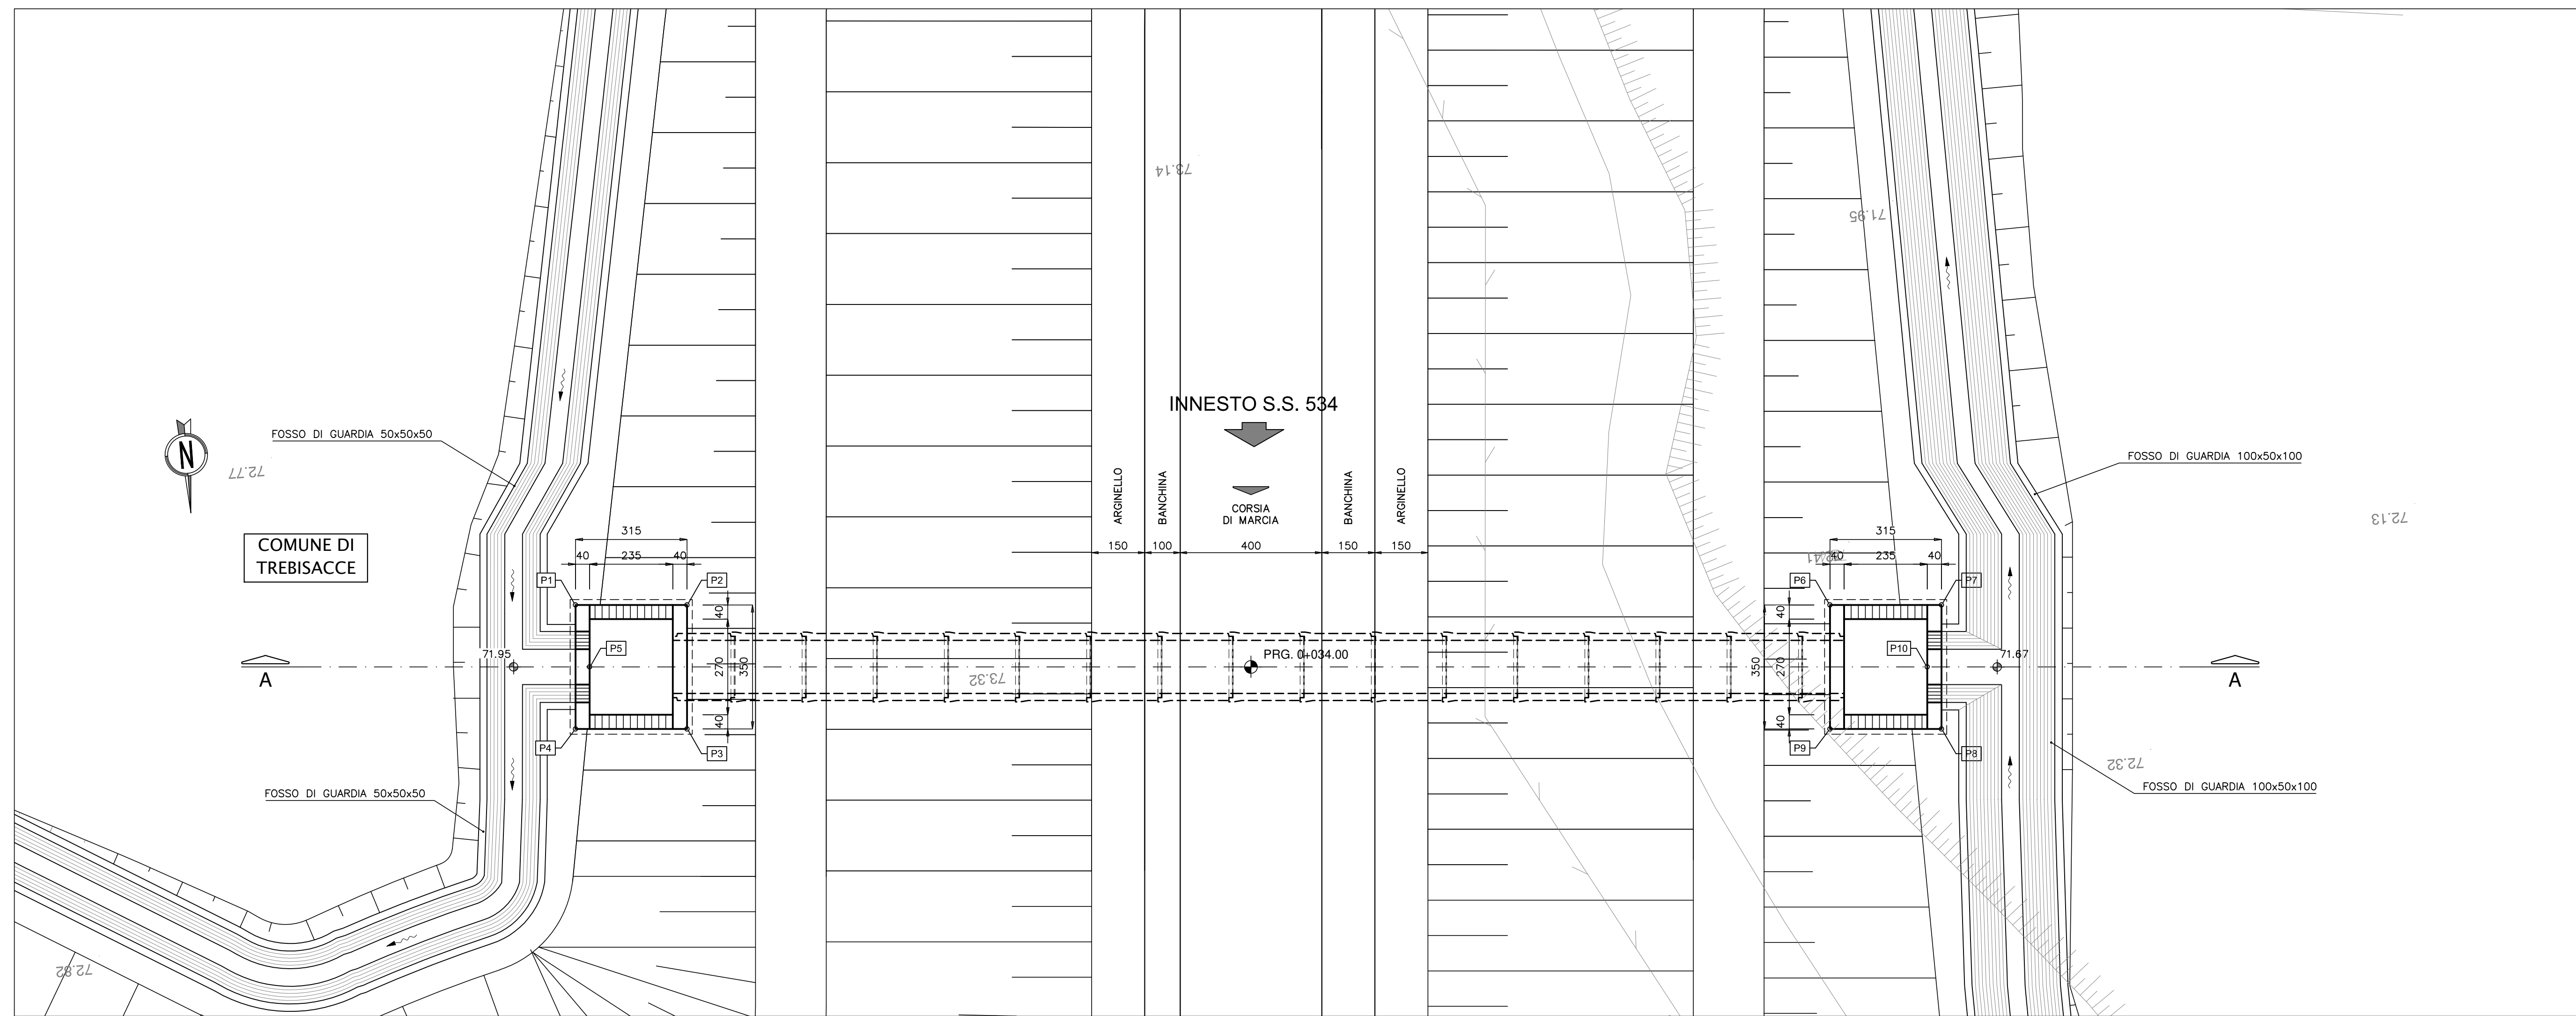 73.14
71.95
INNESTO S.S. 534
N
72.77
FOSSO DI GUARDIA 50x50x50
FOSSO DI GUARDIA 100x50x100
ARGINELLO
BANCHINA
CORSIA
DI MARCIA
BANCHINA
ARGINELLO
72.13
COMUNE DI
TREBISACCE
315
40
235
40
150
100
400
150
150
315
40
235
40
P1
P2
P6
P7
40
270
350
40
P5
71.95
PRG. 0+034.00
73.32
40
350
270
40
P10
71.67
A
A
P4
P3
P9
P8
72.32
FOSSO DI GUARDIA 50x50x50
FOSSO DI GUARDIA 100x50x100
72.82